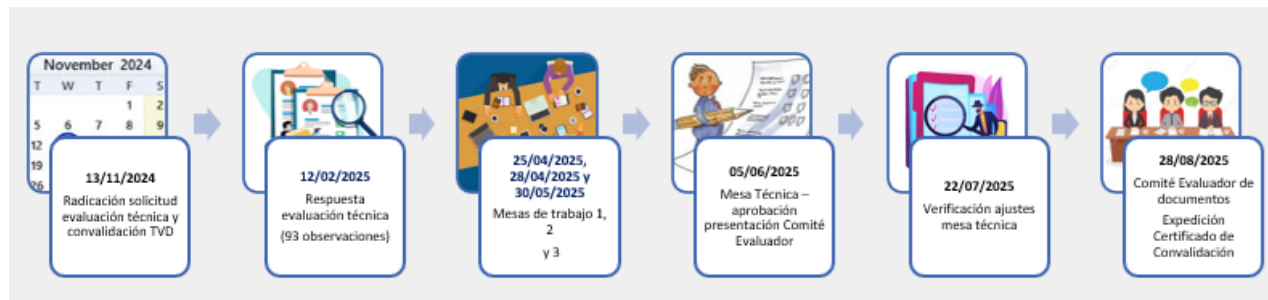 November 2024
T W T F S
1 2
5 6 7 8 9
12
19
26
13/11/2024
Radicación solicitud
evaluación técnica y
convalidación TVD
12/02/2025
Respuesta
evaluación técnica
(93 observaciones)
25/04/2025,
28/04/2025 y
30/05/2025
Mesas de trabajo 1,
2
y 3
05/06/2025
Mesa Técnica –
aprobación
presentación Comité
Evaluador
22/07/2025
Verificación ajustes
mesa técnica
28/08/2025
Comité Evaluador de
documentos
Expedición
Certificado de
Convalidación